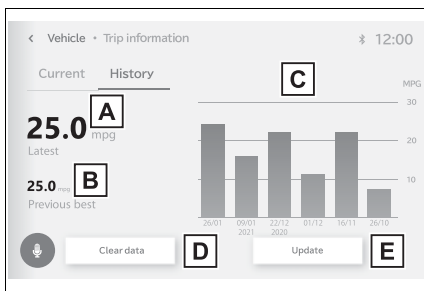 < Vehicle • Trip information
12:00
Current History
A
C
MPG
25.0 mpg
Latest
B
25.0 mpg
Previous best
30
20
10
26/01 09/01 22/12 01/12 16/11 26/10
2021 2020
Clear data
D
Update
E